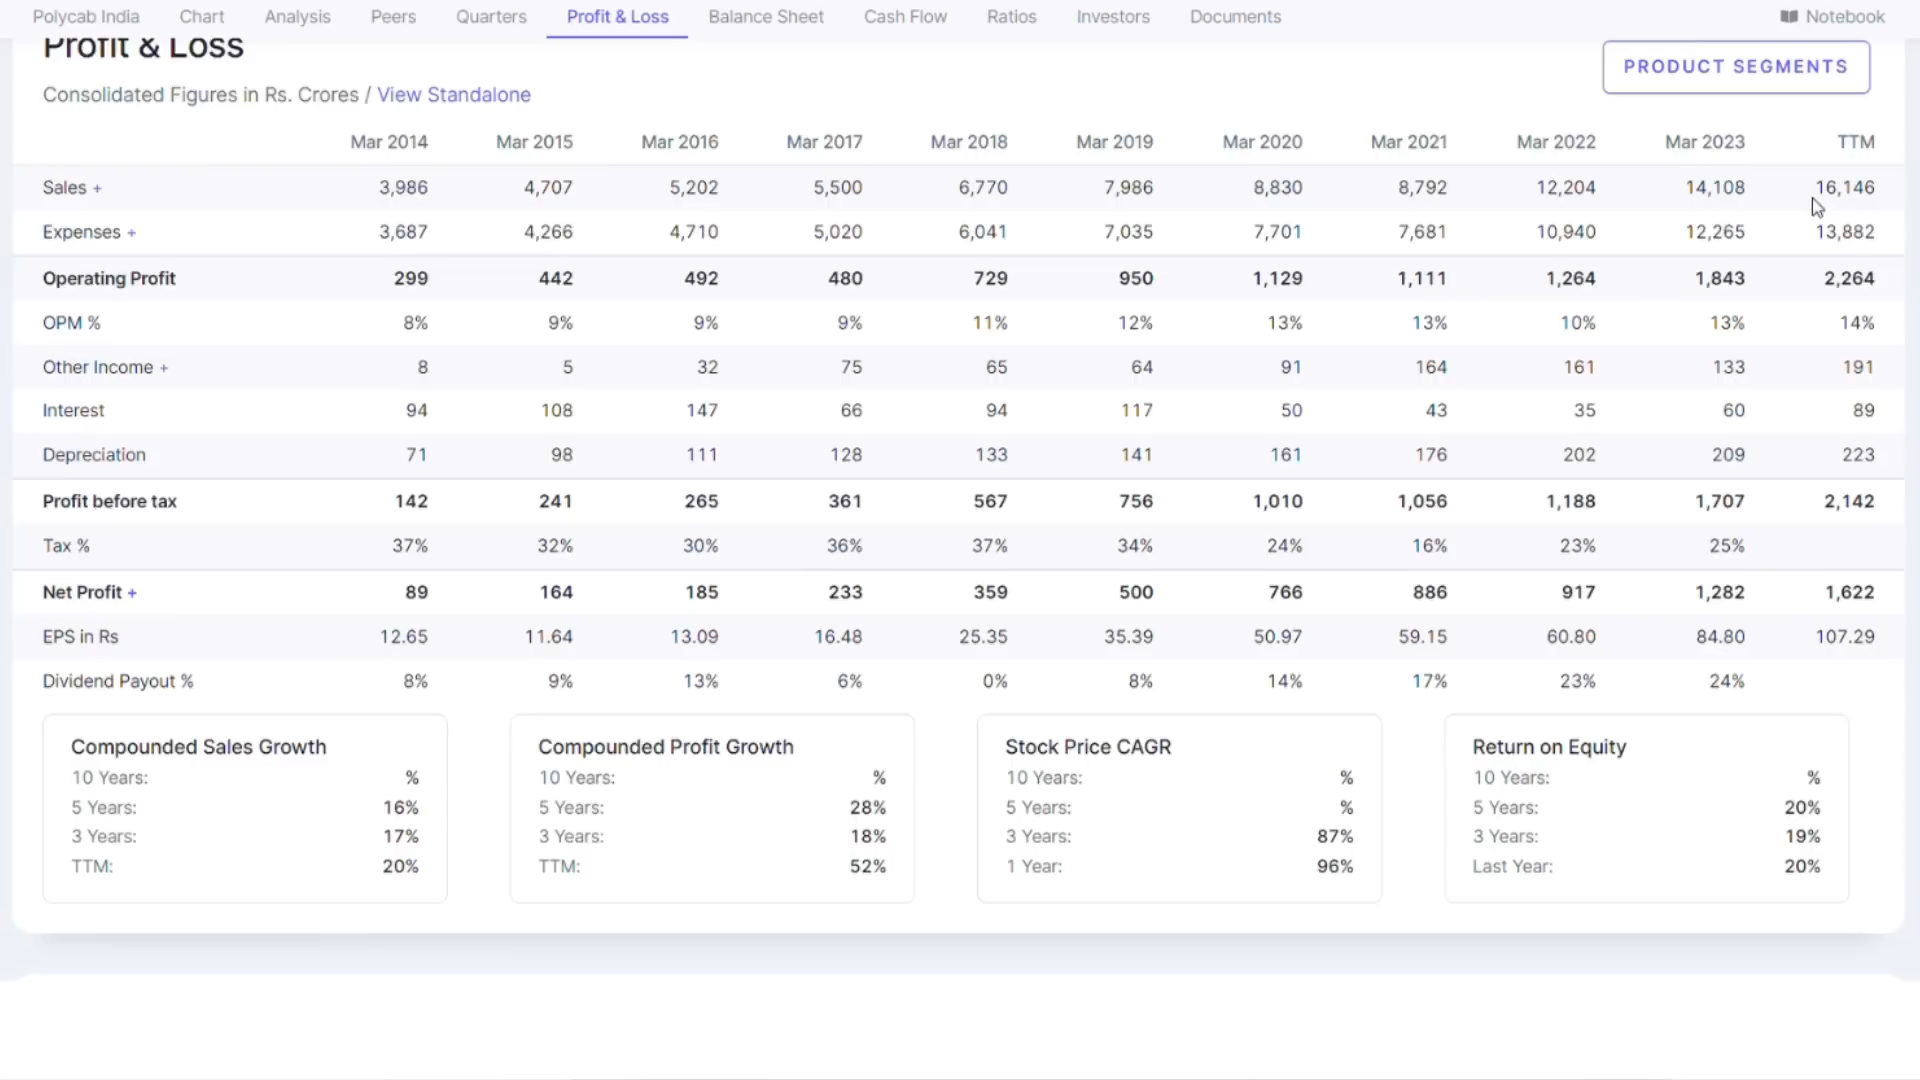 Polycab India Chart Analysis Peers Quarters Profit & Loss Balance Sheet Cash Flow Ratios Investors Documents Notebook
Profit & Loss
PRODUCT SEGMENTS
Consolidated Figures in Rs. Crores / View Standalone
Mar 2014 Mar 2015 Mar 2016 Mar 2017 Mar 2018 Mar 2019 Mar 2020 Mar 2021 Mar 2022 Mar 2023 TTM
Sales + 3,986 4,707 5,202 5,500 6,770 7,986 8,830 8,792 12,204 14,108 16,146
Expenses + 3,687 4,266 4,710 5,020 6,041 7,035 7,701 7,681 10,940 12,265 13,882
Operating Profit 299 442 492 480 729 950 1,129 1,111 1,264 1,843 2,264
OPM % 8% 9% 9% 9% 11% 12% 13% 13% 10% 13% 14%
Other Income + 8 5 32 75 65 64 91 164 161 133 191
Interest 94 108 147 66 94 117 50 43 35 60 89
Depreciation 71 98 111 128 133 141 161 176 202 209 223
Profit before tax 142 241 265 361 567 756 1,010 1,056 1,188 1,707 2,142
Tax % 37% 32% 30% 36% 37% 34% 24% 16% 23% 25%
Net Profit + 89 164 185 233 359 500 766 886 917 1,282 1,622
EPS in Rs 12.65 11.64 13.09 16.48 25.35 35.39 50.97 59.15 60.80 84.80 107.29
Dividend Payout % 8% 9% 13% 6% 0% 8% 14% 17% 23% 24%
Compounded Sales Growth
10 Years: %
5 Years: 16%
3 Years: 17%
TTM: 20%
Compounded Profit Growth
10 Years: %
5 Years: 28%
3 Years: 18%
TTM: 52%
Stock Price CAGR
10 Years: %
5 Years: %
3 Years: 87%
1 Year: 96%
Return on Equity
10 Years: %
5 Years: 20%
3 Years: 19%
Last Year: 20%